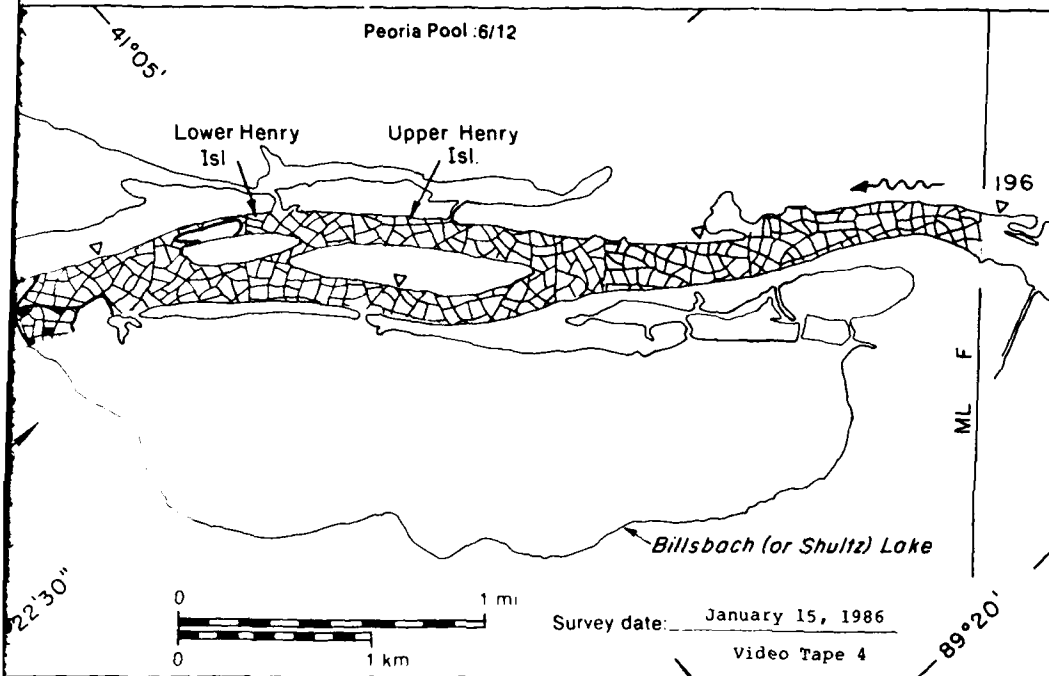 Peoria Pool :6/12
41°05'
Lower Henry
Isl
Upper Henry
Isl.
196
F
ML
Billsbach (or Shultz) Lake
22'30"
0
1 mi
0
1 km
Survey date: January 15, 1986
Video Tape 4
89°20'